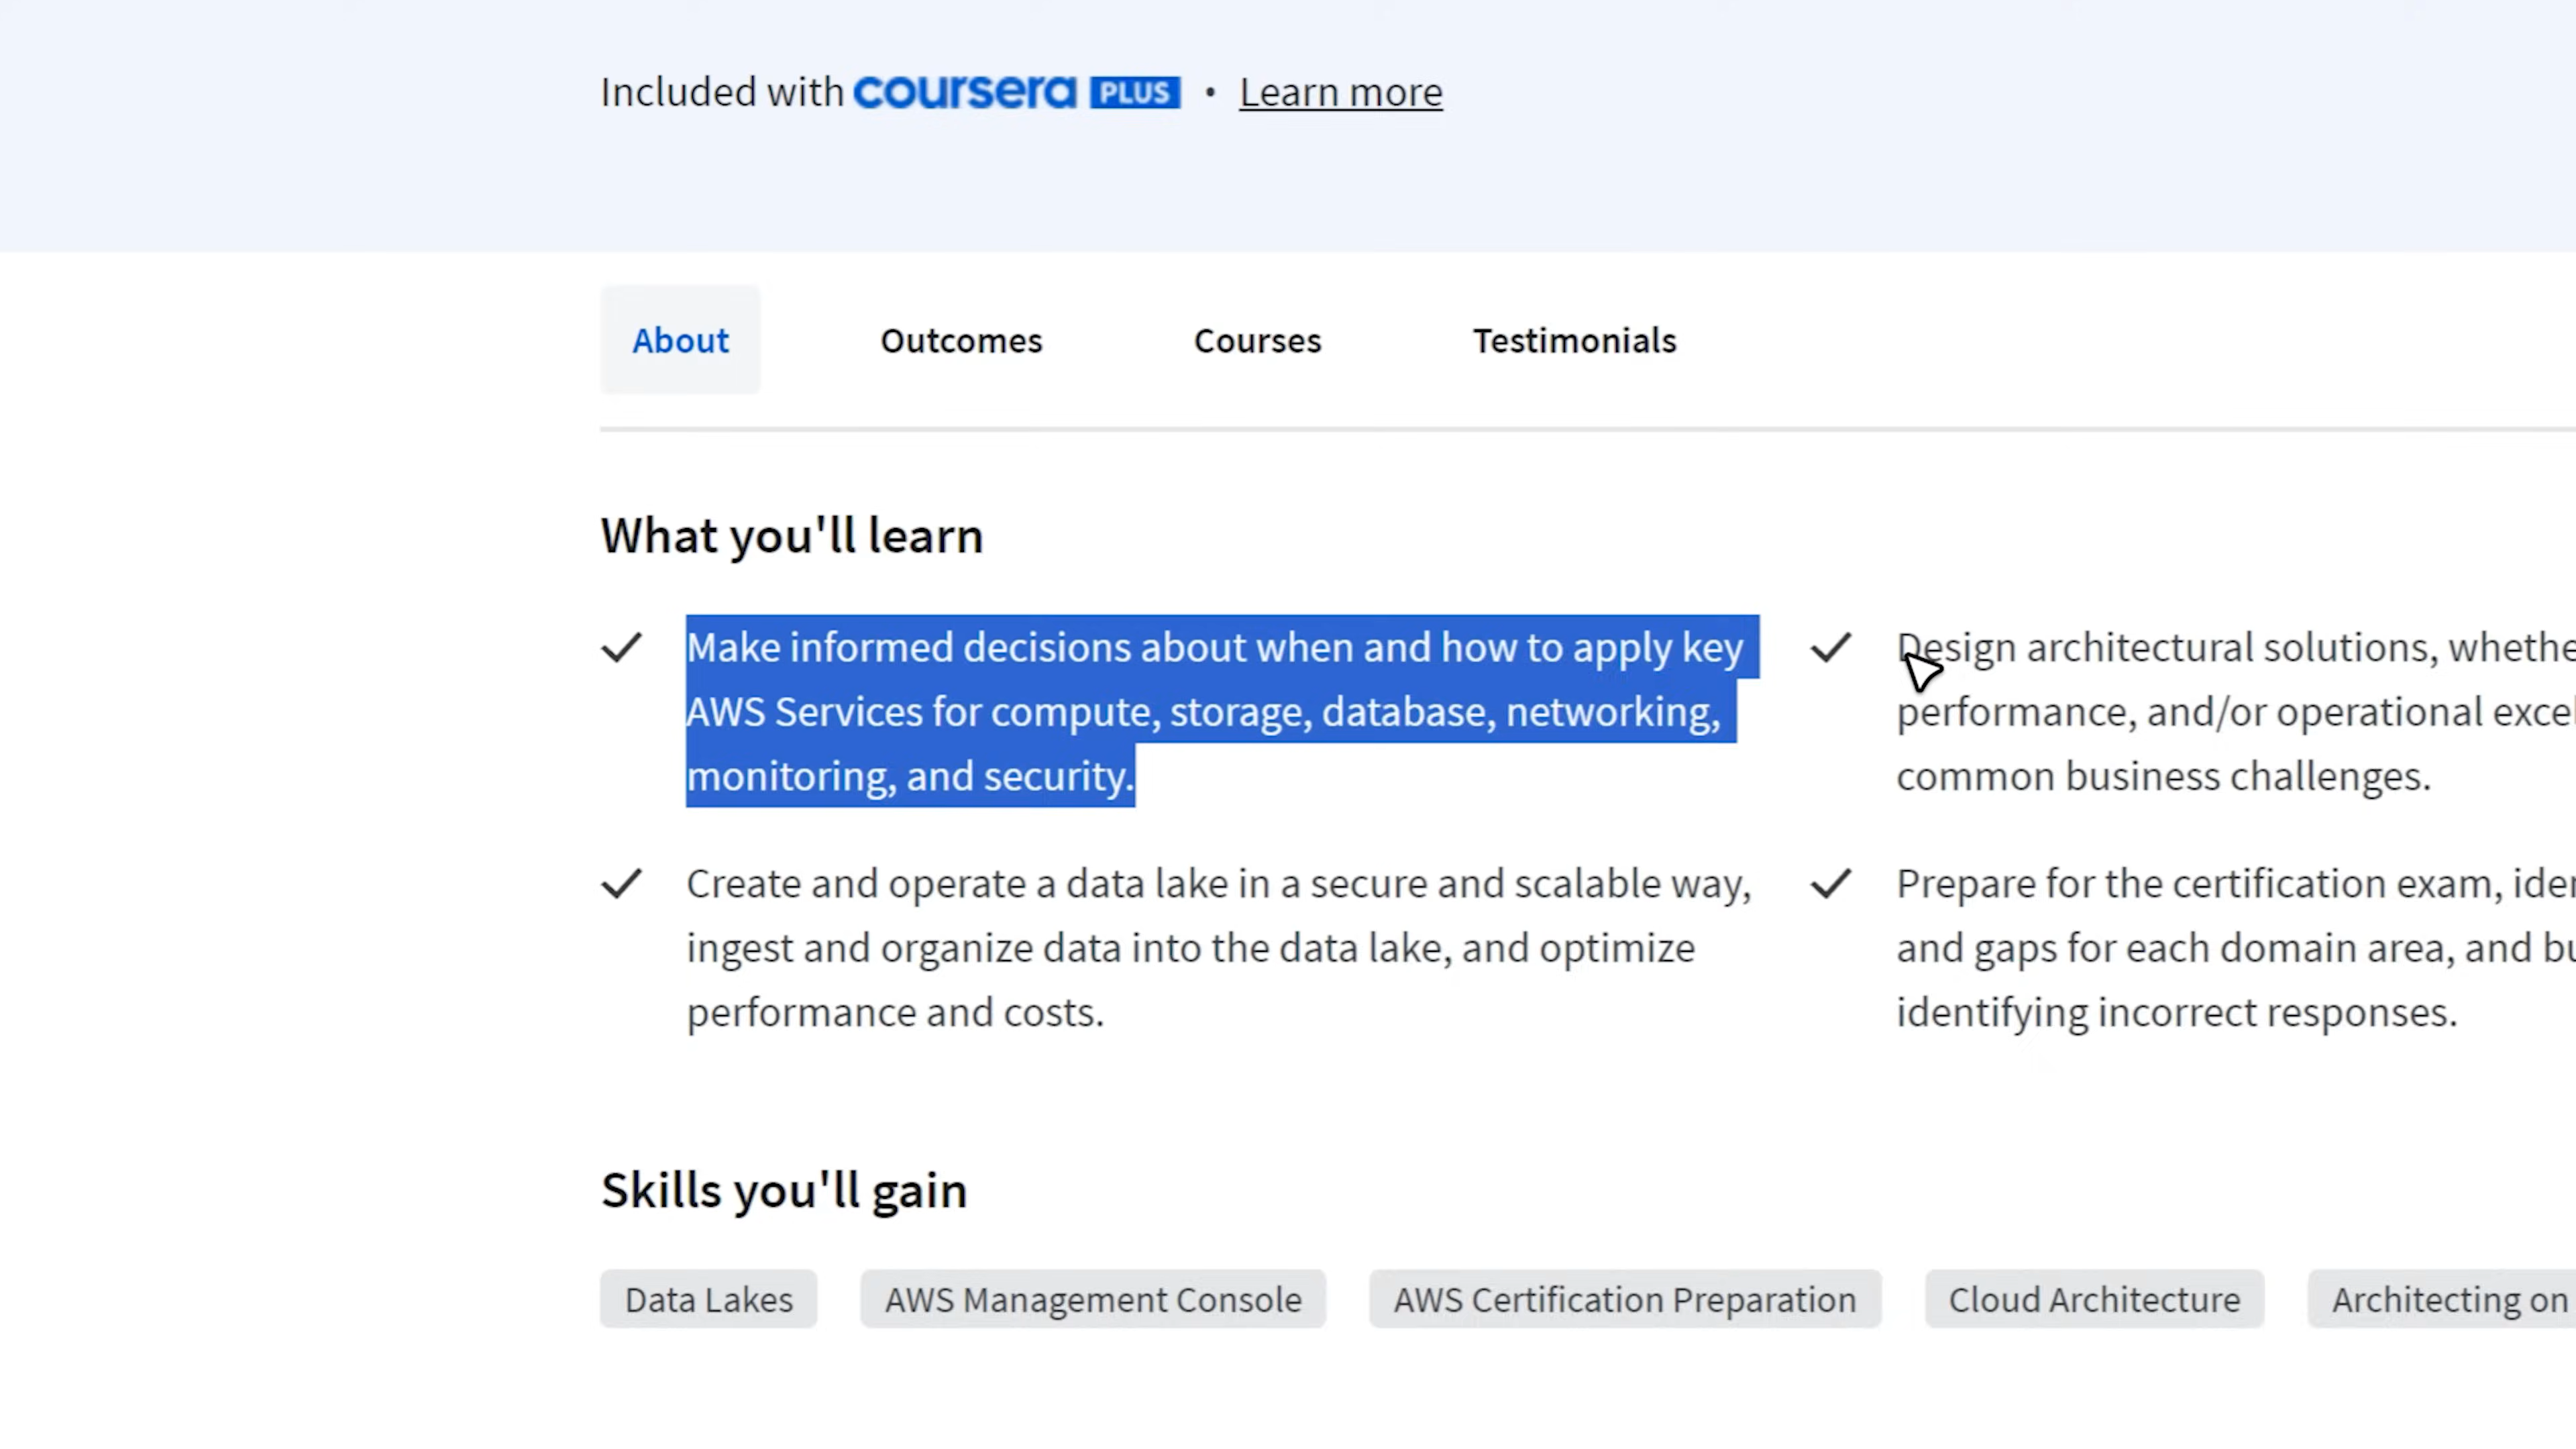 Included with coursera PLUS • Learn more
About Outcomes Courses Testimonials
What you'll learn
Make informed decisions about when and how to apply key
AWS Services for compute, storage, database, networking,
monitoring, and security.
Design architectural solutions,
performance, and/or operational
common business challenges.
Create and operate a data lake in a secure and scalable way,
ingest and organize data into the data lake, and optimize
performance and costs.
Prepare for the certification exam,
and gaps for each domain area, and
identifying incorrect responses.
Skills you'll gain
Data Lakes AWS Management Console AWS Certification Preparation Cloud Architecture Architecting on